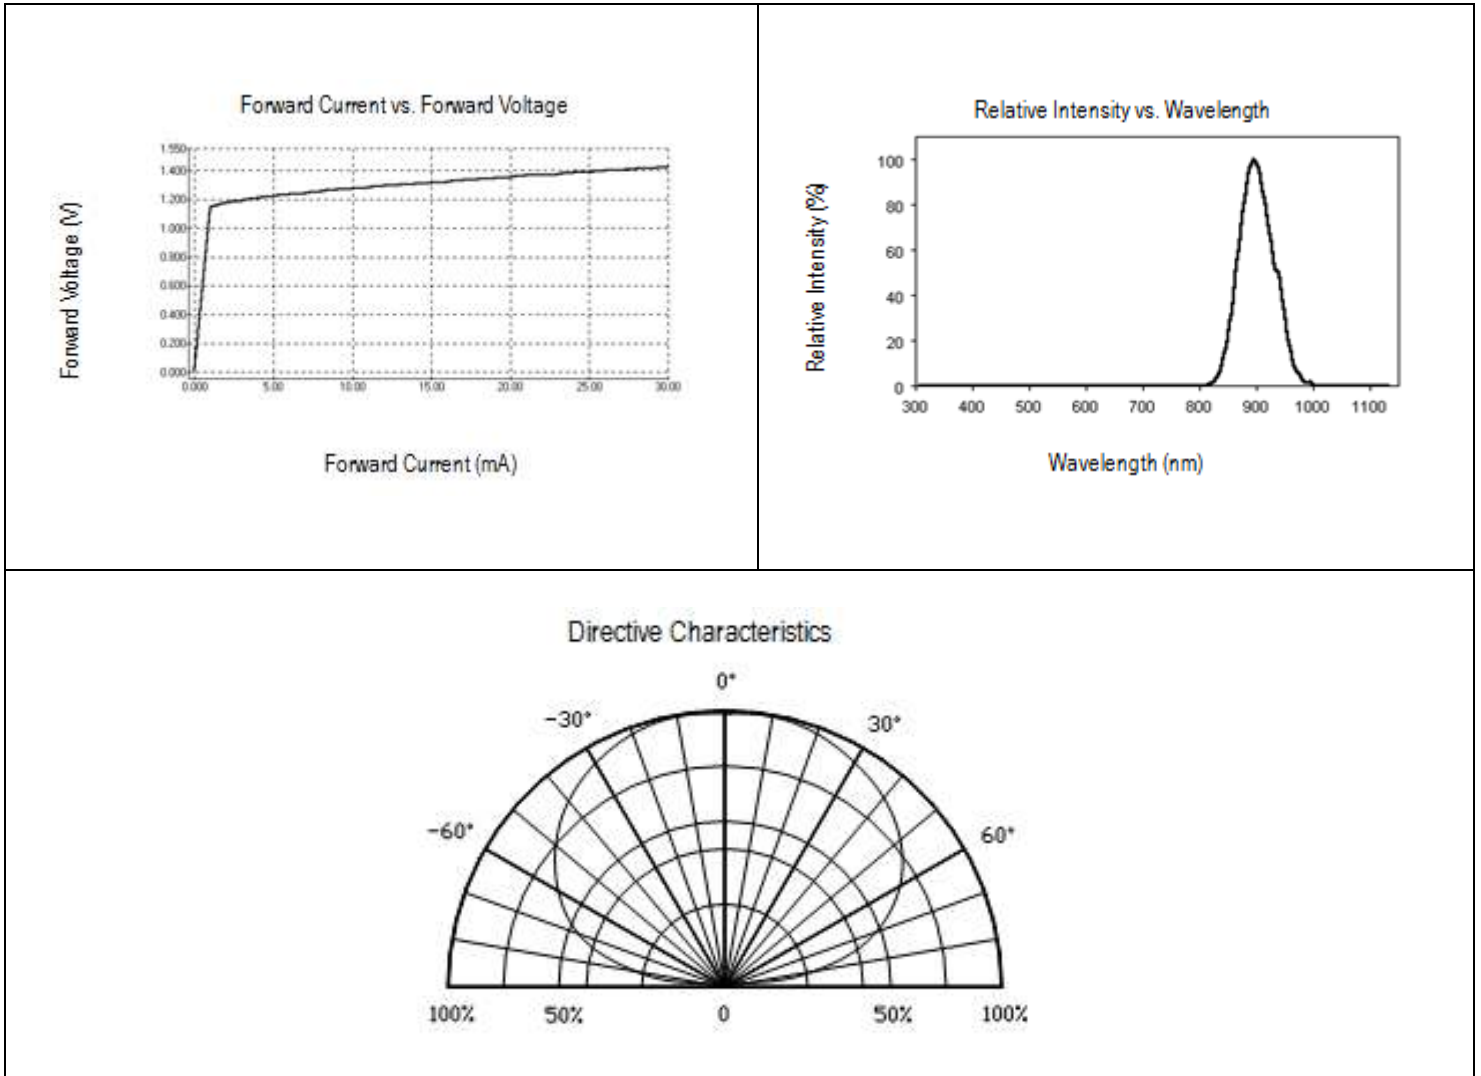 Forward Current vs. Forward Voltage
Forward Voltage (V)
1.550
1.400
1.200
1.000
0.800
0.600
0.400
0.200
0.000
0.000 5.00 10.00 15.00 20.00 25.00 30.00
Forward Current (mA)
Relative Intensity vs. Wavelength
Relative Intensity (%)
100
80
60
40
20
0
300 400 500 600 700 800 900 1000 1100
Wavelength (nm)
Directive Characteristics
0°
-30° 30°
-60° 60°
100% 50% 0 50% 100%